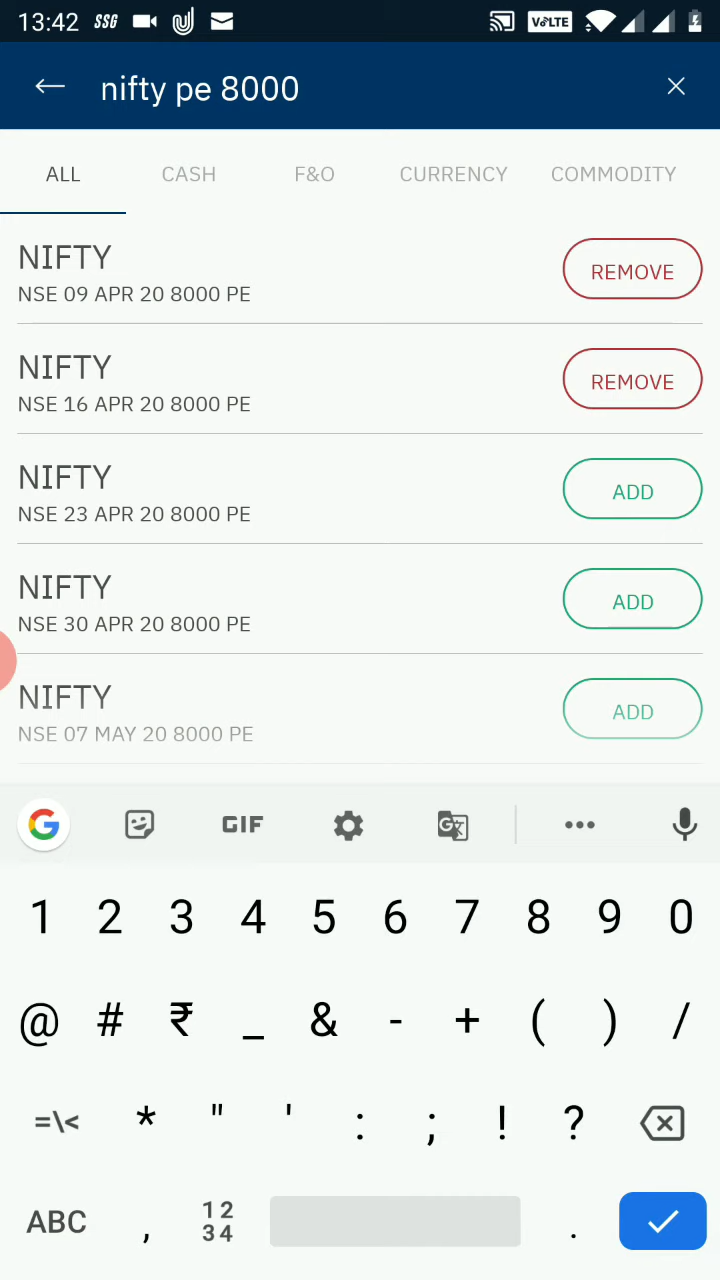 13:42 SSG VoLTE
nifty pe 8000
ALL CASH F&O CURRENCY COMMODITY
NIFTY
NSE 09 APR 20 8000 PE
REMOVE
NIFTY
NSE 16 APR 20 8000 PE
REMOVE
NIFTY
NSE 23 APR 20 8000 PE
ADD
NIFTY
NSE 30 APR 20 8000 PE
ADD
NIFTY
NSE 07 MAY 20 8000 PE
ADD
G GIF
1 2 3 4 5 6 7 8 9 0
@ # ₹ _ & - + ( ) /
=\< * " ' : ; ! ?
ABC , 12 .
34